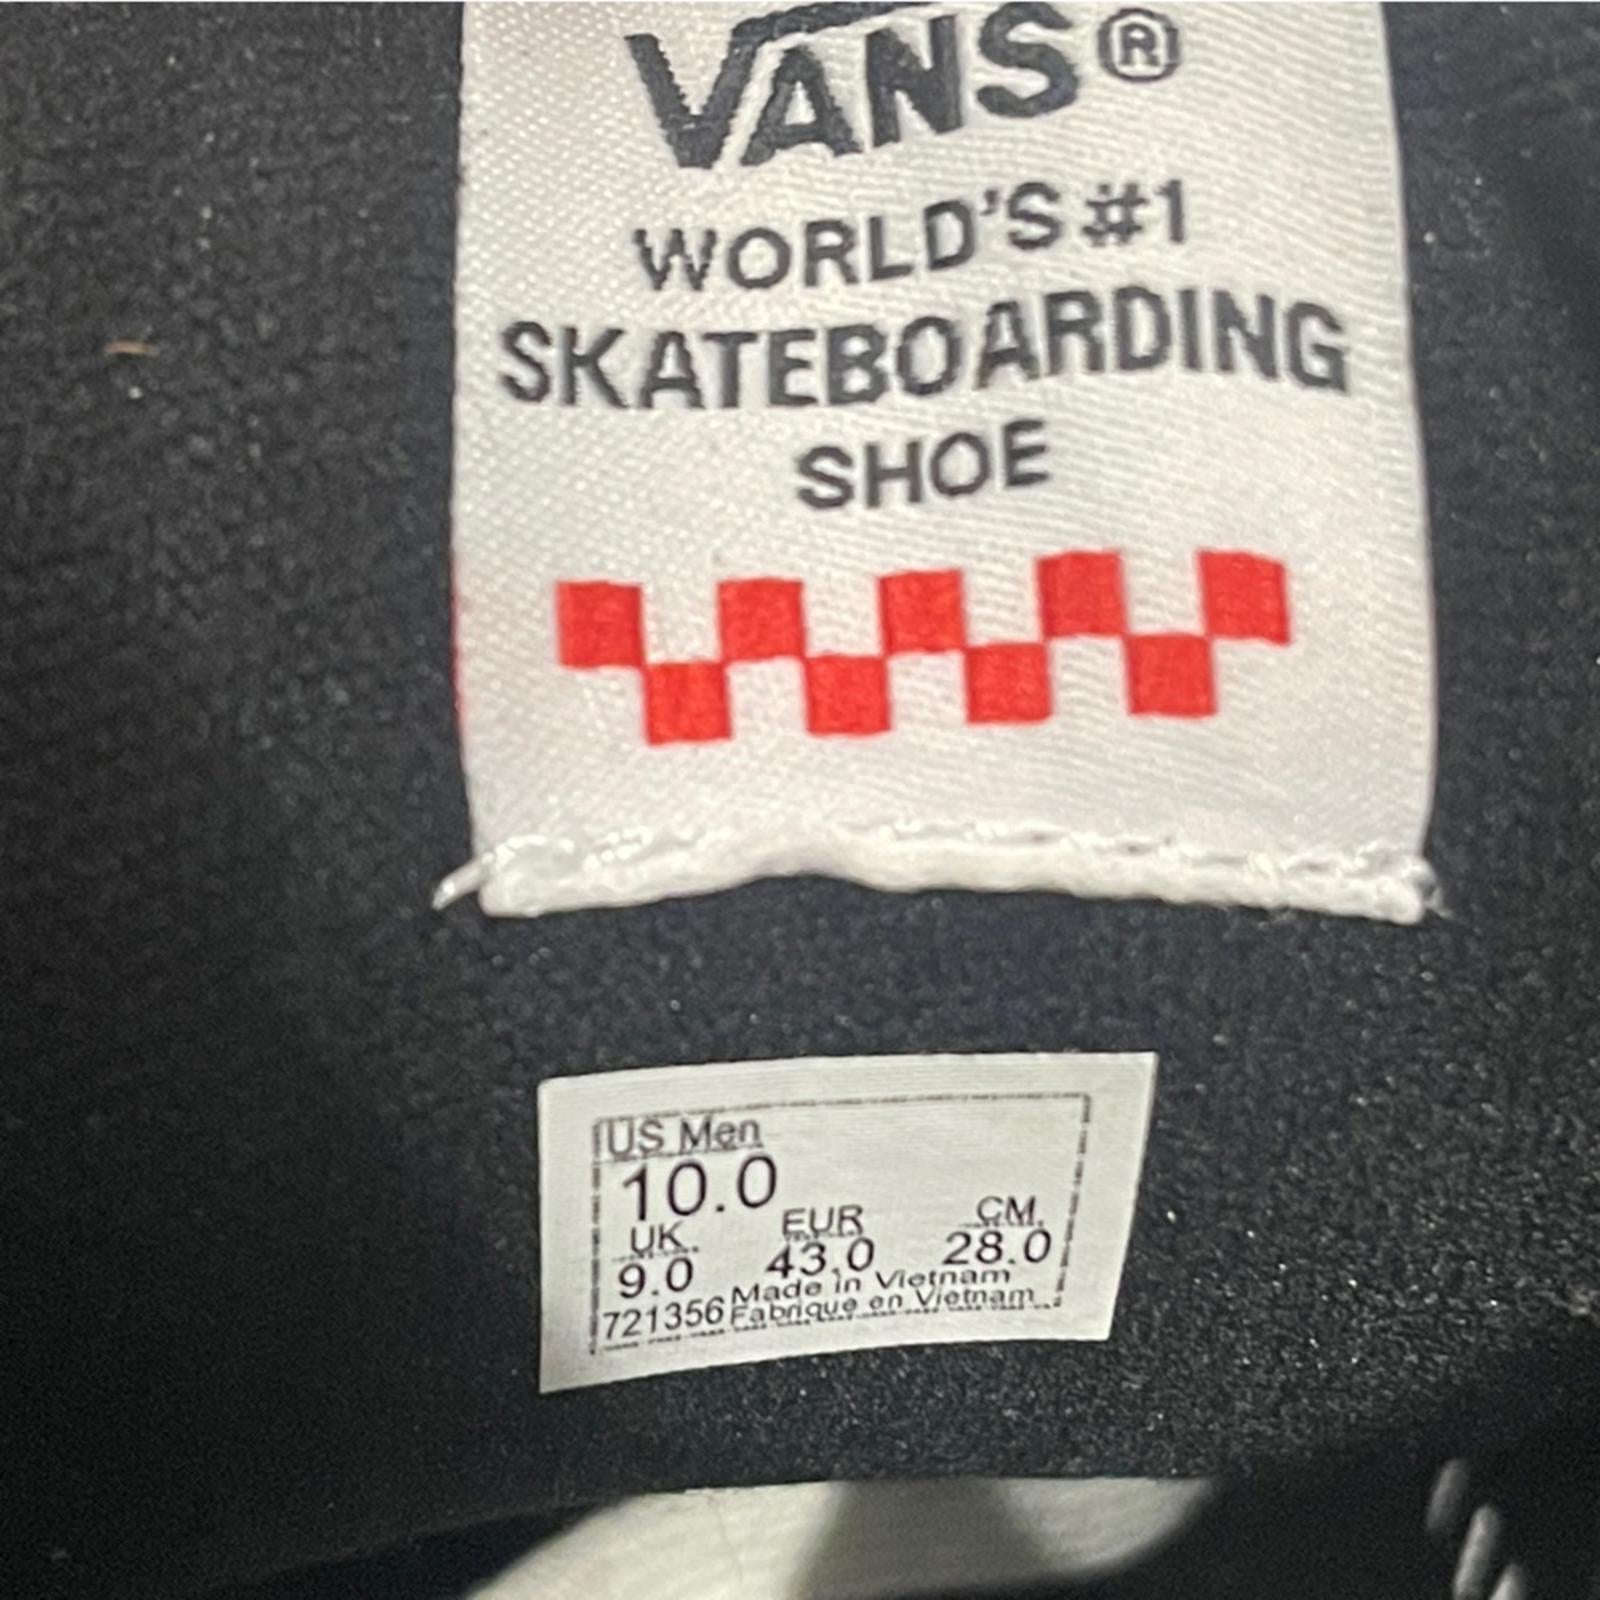 VANS®
WORLD'S #1
SKATEBOARDING
SHOE
US Men
10.0
UK EUR CM.
9.0 43.0 28.0
Made in Vietnam
721356 Fabrique en Vietnam